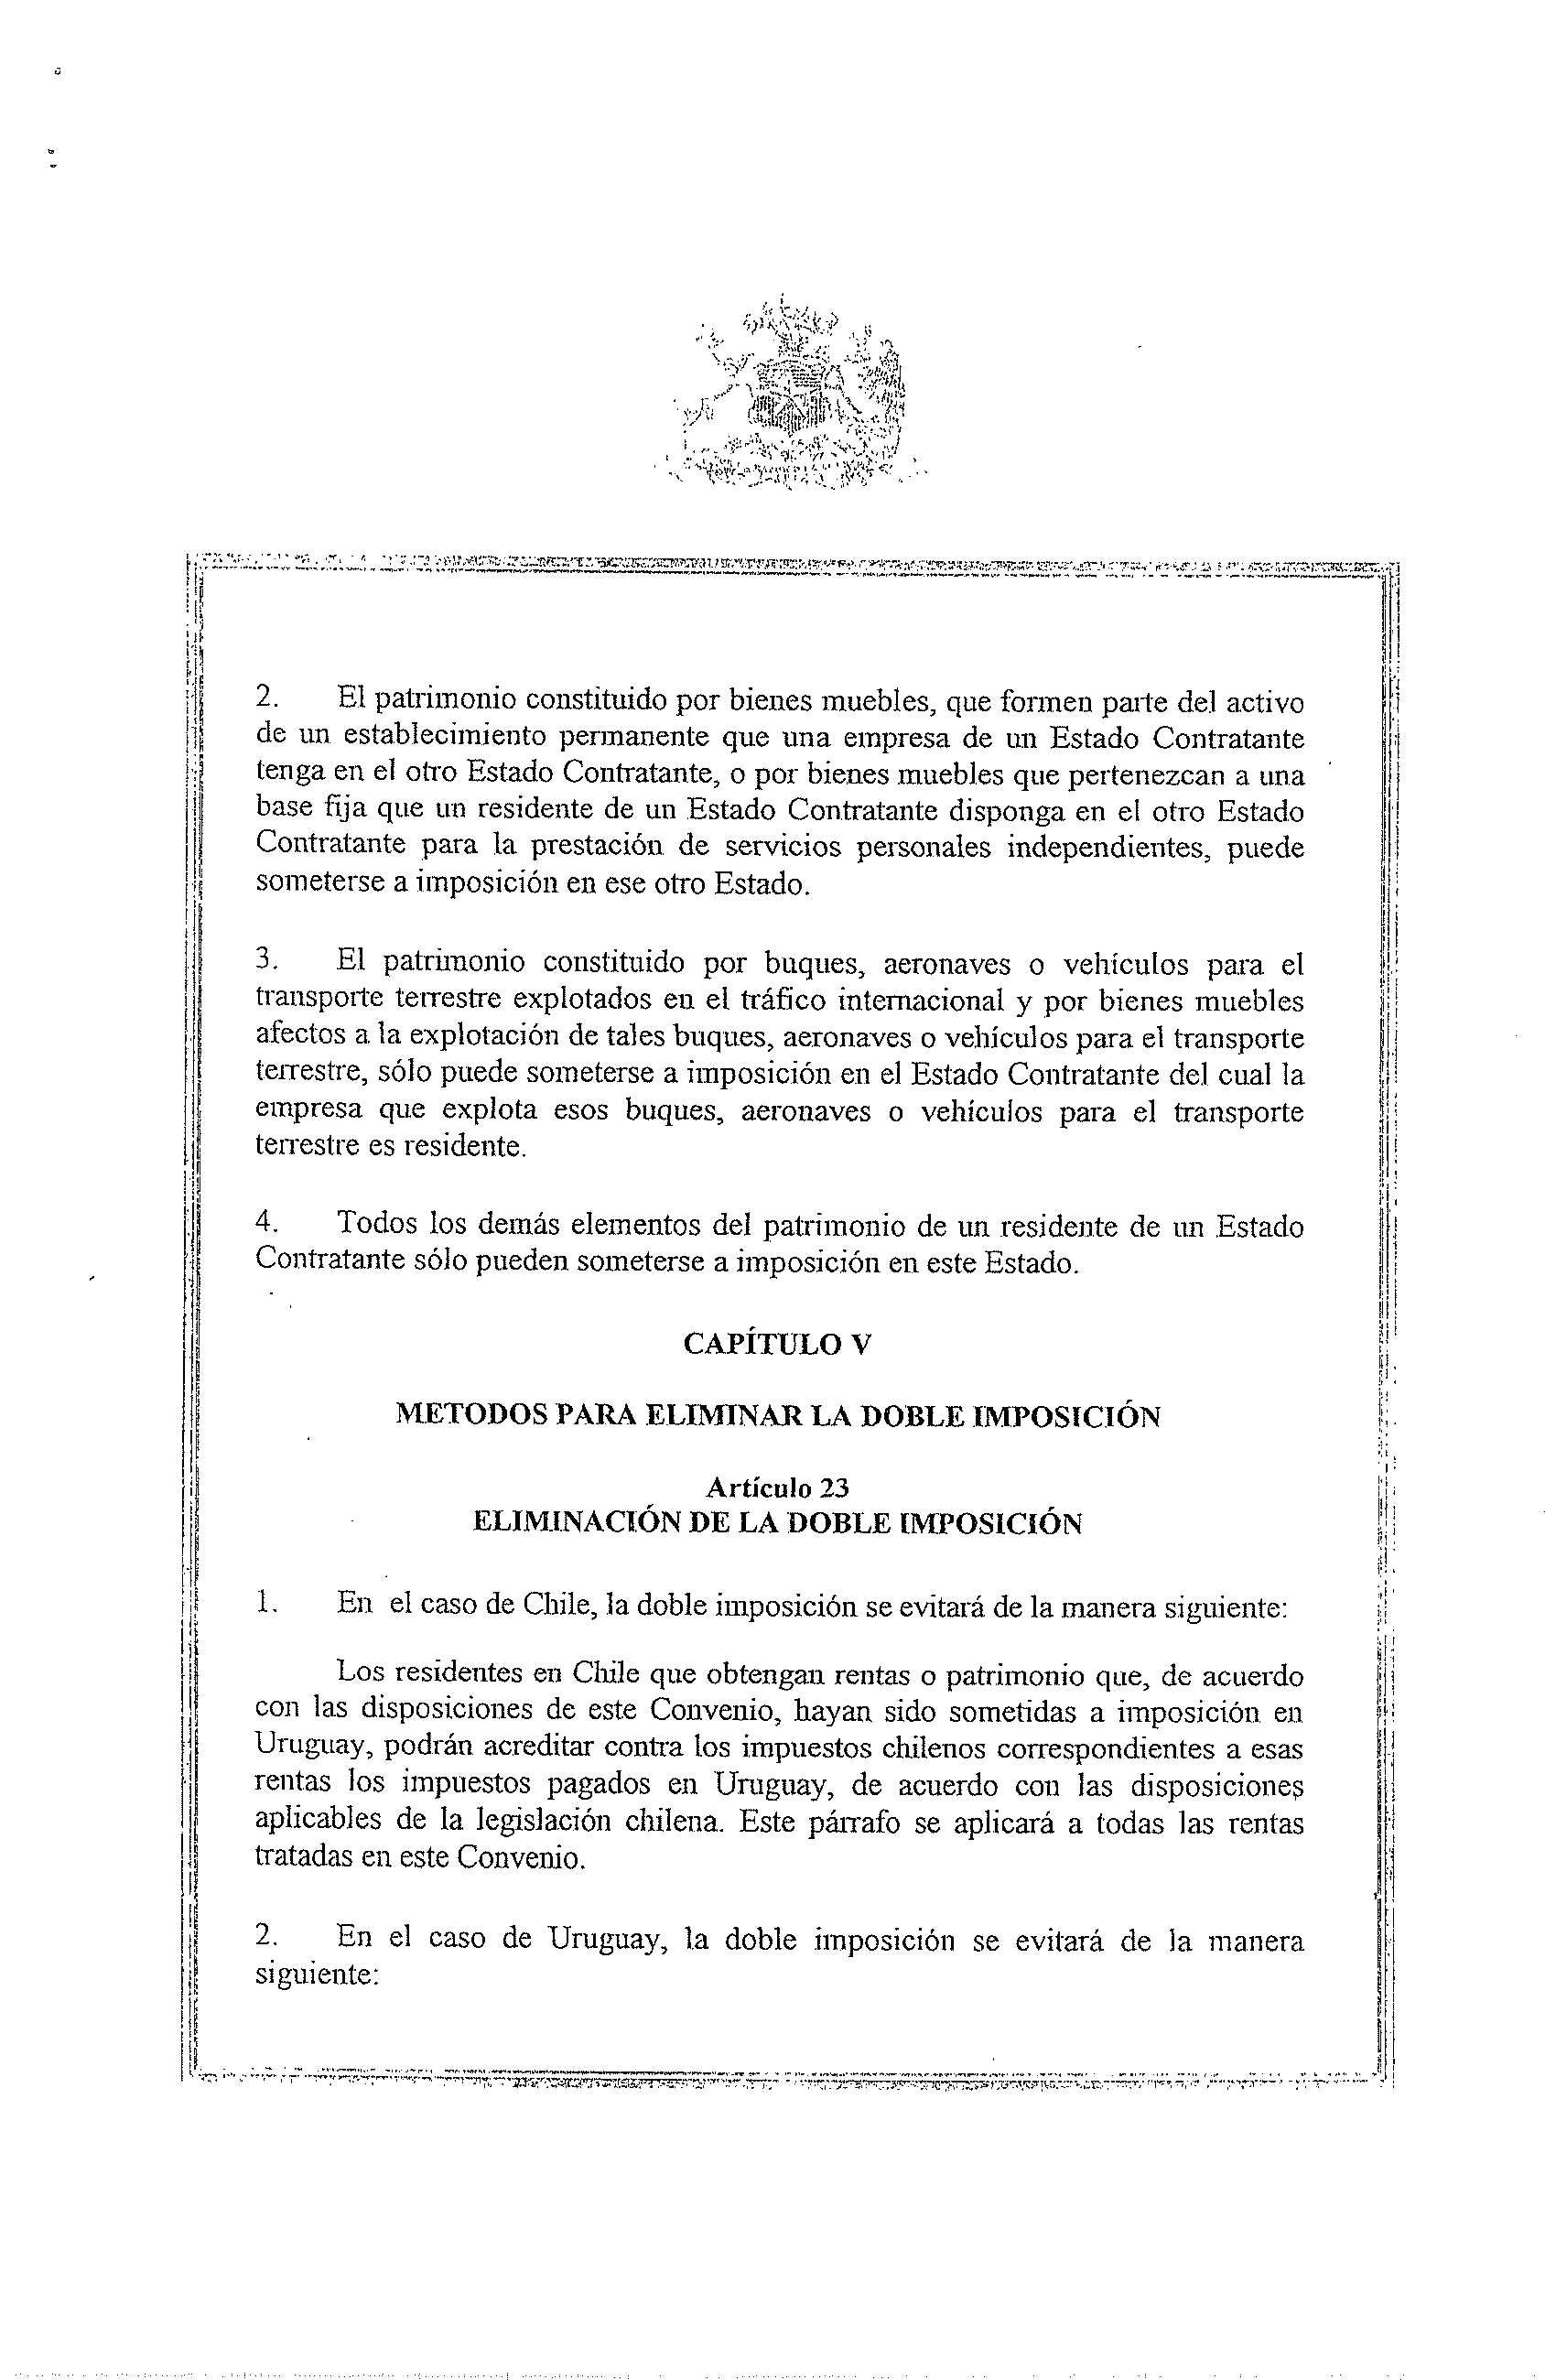 2. El patrimonio constituido por bienes muebles, que formen parte del activo
de un establecimiento permanente que una empresa de un Estado Contratante
tenga en el otro Estado Contratante, o por bienes muebles que pertenezcan a una
base fija que un residente de un Estado Contratante disponga en el otro Estado
Contratante para la prestación de servicios personales independientes, puede
someterse a imposición en ese otro Estado.
3. El patrimonio constituido por buques, aeronaves o vehículos para el
transporte terrestre explotados en el tráfico internacional y por bienes muebles
afectos a la explotación de tales buques, aeronaves o vehículos para el transporte
terrestre, sólo puede someterse a imposición en el Estado Contratante del cual la
empresa que explota esos buques, aeronaves o vehículos para el transporte
terrestre es residente.
4. Todos los demás elementos del patrimonio de un residente de un Estado
Contratante sólo pueden someterse a imposición en este Estado.
CAPÍTULO V
METODOS PARA ELIMINAR LA DOBLE IMPOSICIÓN
Artículo 23
ELIMINACIÓN DE LA DOBLE IMPOSICIÓN
1. En el caso de Chile, la doble imposición se evitará de la manera siguiente:
Los residentes en Chile que obtengan rentas o patrimonio que, de acuerdo
con las disposiciones de este Convenio, hayan sido sometidas a imposición en
Uruguay, podrán acreditar contra los impuestos chilenos correspondientes a esas
rentas los impuestos pagados en Uruguay, de acuerdo con las disposiciones
aplicables de la legislación chilena. Este párrafo se aplicará a todas las rentas
tratadas en este Convenio.
2. En el caso de Uruguay, la doble imposición se evitará de la manera
siguiente: